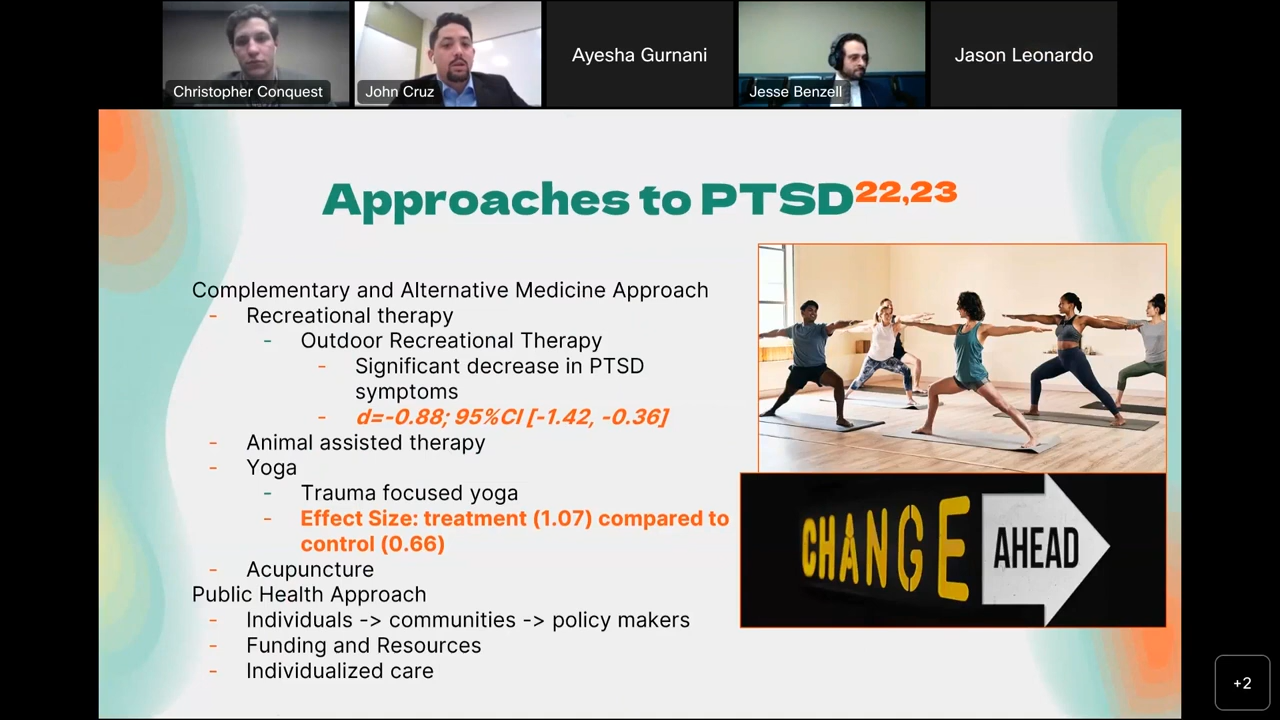 Christopher Conquest
John Cruz
Ayesha Gurnani
Jesse Benzell
Jason Leonardo
Approaches to PTSD22,23
Complementary and Alternative Medicine Approach
- Recreational therapy
- Outdoor Recreational Therapy
- Significant decrease in PTSD
symptoms
- d=-0.88; 95%CI [-1.42, -0.36]
- Animal assisted therapy
- Yoga
- Trauma focused yoga
- Effect Size: treatment (1.07) compared to
control (0.66)
- Acupuncture
Public Health Approach
- Individuals -> communities -> policy makers
- Funding and Resources
- Individualized care
CHANGE
AHEAD
+2